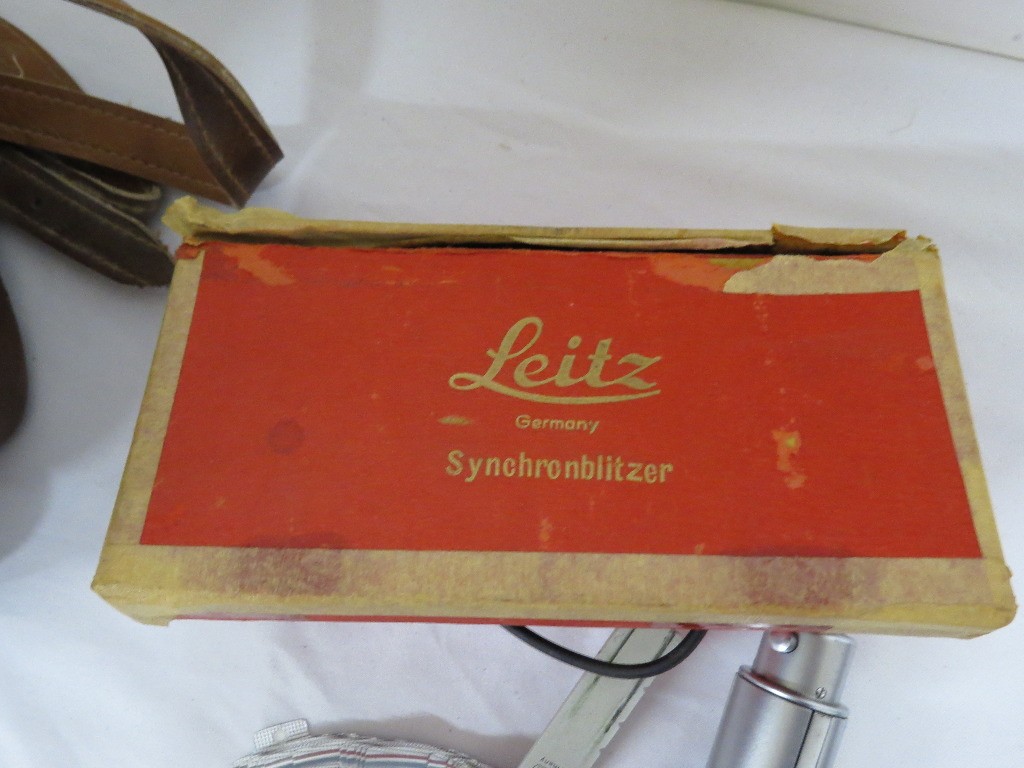 Leitz
Germany
Synchronblitzer